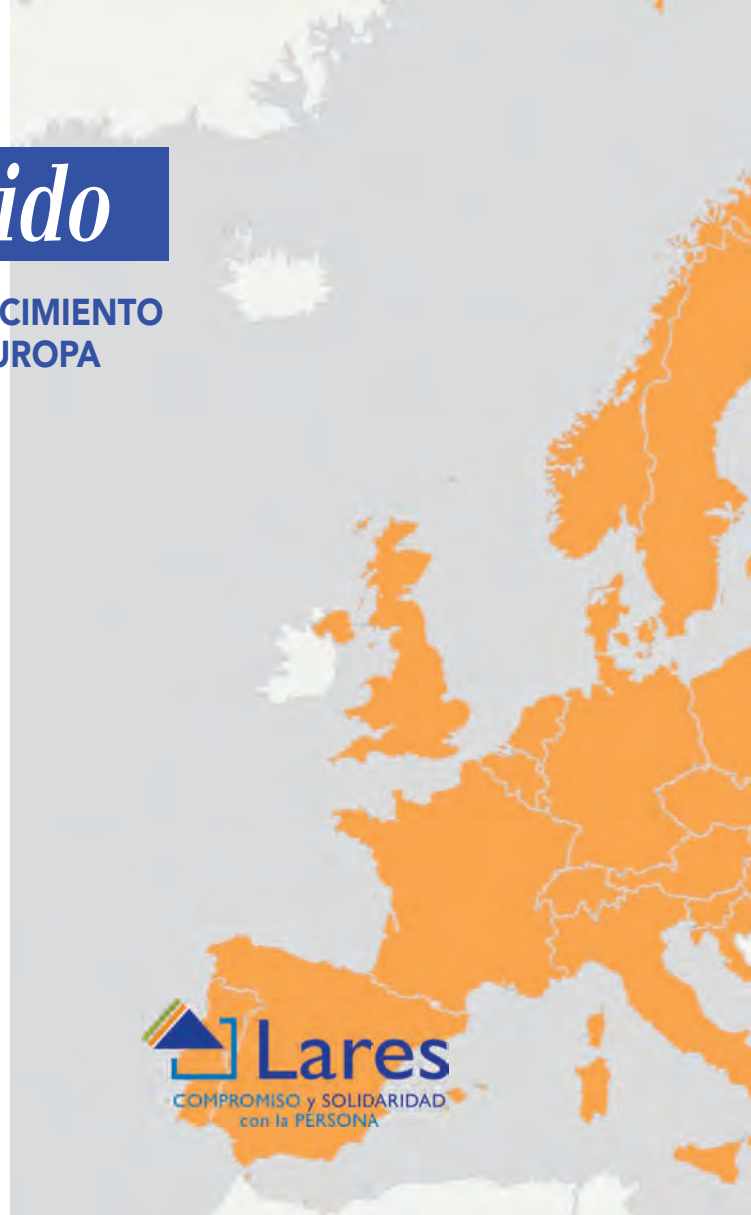 ido
CIMIENTO
UROPA
Lares
COMPROMISO y SOLIDARIDAD
con la PERSONA